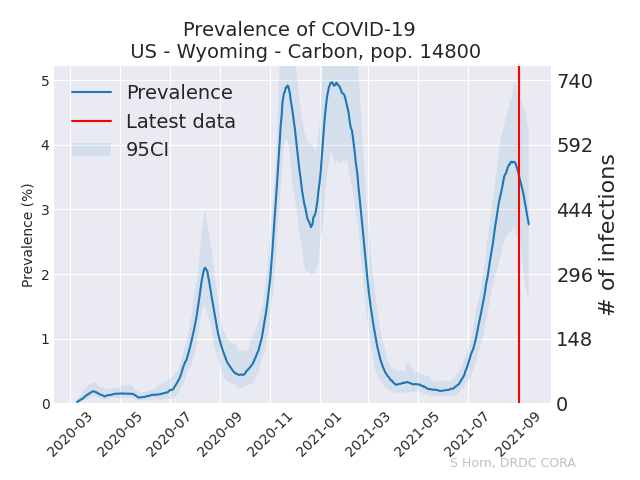 Prevalence of COVID-19
US - Wyoming - Carbon, pop. 14800
Prevalence
Latest data
95CI
Prevalence (%)
5
4
3
2
1
0
740
592
444
296
148
0
# of infections
2020-03
2020-05
2020-07
2020-09
2020-11
2021-01
2021-03
2021-05
2021-07
2021-09
S Horn, DRDC CORA